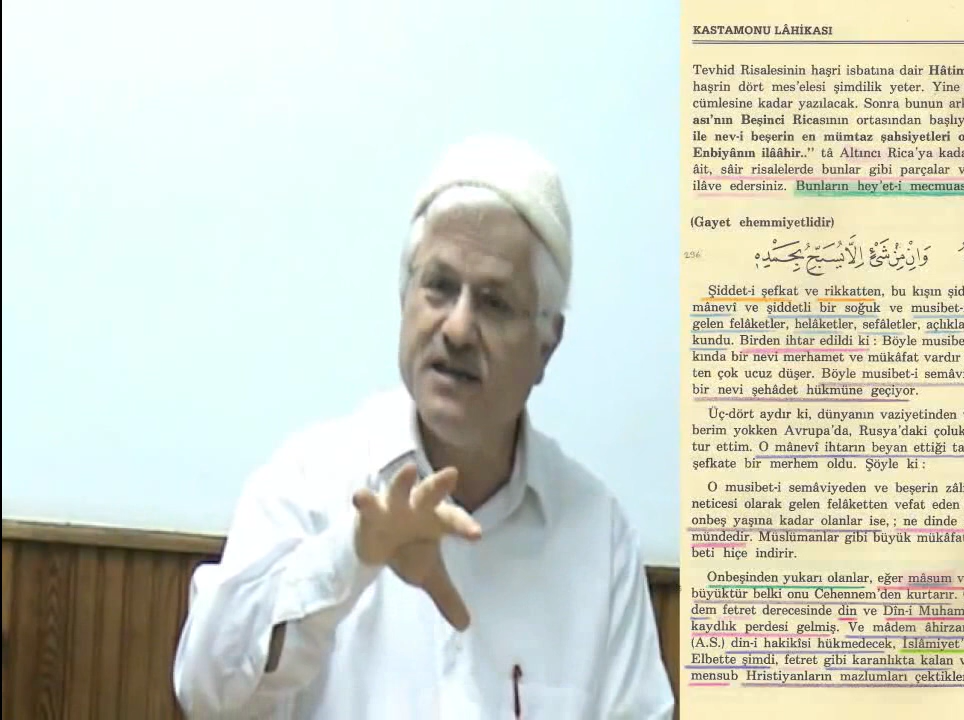 KASTAMONU LÂHİKASI
Tevhid Risalesinin haşri isbatına dair Hâtim
haşrin dört mes'elesi şimdilik yeter. Yine
cümlesine kadar yazılacak. Sonra bunun ar
ası'nın Beşinci Ricasının ortasından başlıy
ile nev-i beşerin en mümtaz şahsiyetleri o
Enbiyânın ilââhir.." tâ Altıncı Rica'ya kada
âit, sâir risalelerde bunlar gibi parçalar v
ilâve edersiniz. Bunların hey'et-i mecmuas
(Gayet ehemmiyetlidir)
وَاِنْ مِنْ شَیْءٍ اِلَّا يُسَبِّحُ بِحَمْدِهِ
296
Şiddet-i şefkat ve rikkatten, bu kışın şid
mânevî ve şiddetli bir soğuk ve musibet-
gelen felâketler, helâketler, sefâletler, açlıkla
kundu. Birden ihtar edildi ki : Böyle musibe
kında bir nevi merhamet ve mükâfat vardır
ten çok ucuz düşer. Böyle musibet-i semâvi
bir nevi şehâdet hükmüne geçiyor.
Üç-dört aydır ki, dünyanın vaziyetinden
berim yokken Avrupa'da, Rusya'daki çoluk
tur ettim. O mânevî ihtarın beyan ettiği ta
şefkate bir merhem oldu. Şöyle ki :
O musibet-i semâviyeden ve beşerin zâli
neticesi olarak gelen felâketten vefat eden
onbeş yaşına kadar olanlar ise, ; ne dinde
mündedir. Müslümanlar gibi büyük mükâfat
beti hiçe indirir.
Onbeşinden yukarı olanlar, eğer mâsum v
büyüktür belki onu Cehennem'den kurtarır.
dem fetret derecesinde din ve Dîn-i Muham
kaydlık perdesi gelmiş. Ve mâdem âhirzar
(A.S.) din-i hakikîsi hükmedecek, İslâmiyet'
Elbette şimdi, fetret gibi karanlıkta kalan v
mensub Hristiyanların mazlumları çektikler